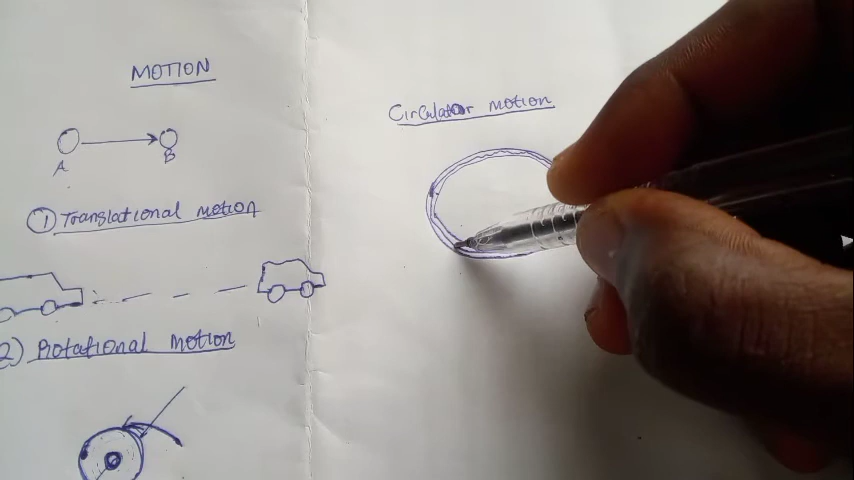 MOTION
A
B
① Translational motion
2) Rotational motion
Circulator motion